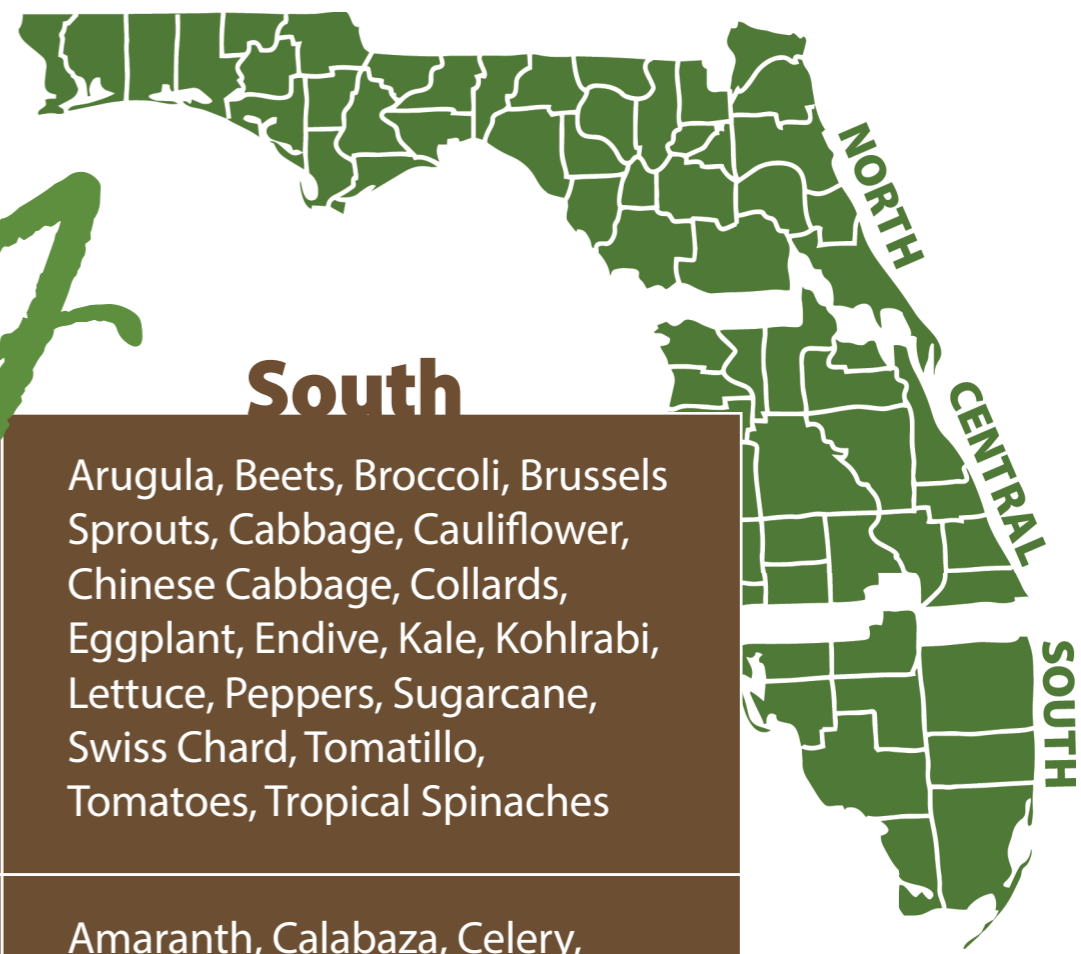 NORTH
CENTRAL
SOUTH
South
Arugula, Beets, Broccoli, Brussels
Sprouts, Cabbage, Cauliflower,
Chinese Cabbage, Collards,
Eggplant, Endive, Kale, Kohlrabi,
Lettuce, Peppers, Sugarcane,
Swiss Chard, Tomatillo,
Tomatoes, Tropical Spinaches
Amaranth, Calabaza, Celery,